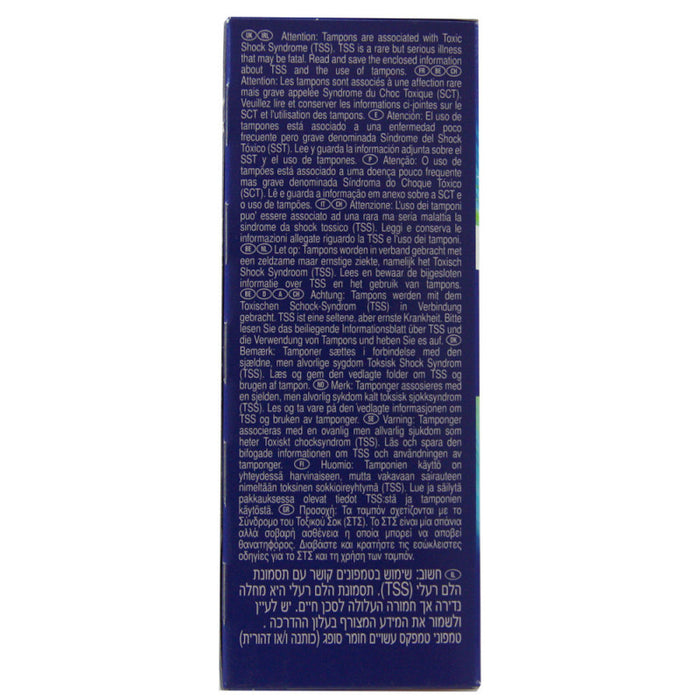 UK IRL Attention: Tampons are associated with Toxic
Shock Syndrome (TSS). TSS is a rare but serious illness
that may be fatal. Read and save the enclosed information
about TSS and the use of tampons. FR BE CH
Attention: Les tampons sont associés à une affection rare
mais grave appelée Syndrome du Choc Toxique (SCT).
Veuillez lire et conserver les informations ci-jointes sur le
SCT et l'utilisation des tampons. E Atención: El uso de
tampones está asociado a una enfermedad poco
frecuente pero grave denominada Síndrome del Shock
Tóxico (SST). Lee y guarda la información adjunta sobre el
SST y el uso de tampones. P Atenção: O uso de
tampões está associado a uma doença pouco frequente
mas grave denominada Síndroma do Choque Tóxico
(SCT). Lê e guarda a informação em anexo sobre a SCT e
o uso de tampões. IT CH Attenzione: L'uso dei tamponi
puo' essere associato ad una rara ma seria malattia la
sindrome da shock tossico (TSS). Leggi e conserva le
informazioni allegate riguardo la TSS e l'uso dei tamponi.
BE NL Let op: Tampons worden in verband gebracht met
een zeldzame maar ernstige ziekte, namelijk het Toxisch
Shock Syndroom (TSS). Lees en bewaar de bijgesloten
informatie over TSS en het gebruik van tampons.
BE D A CH Achtung: Tampons werden mit dem
Toxischen Schock-Syndrom (TSS) in Verbindung
gebracht. TSS ist eine seltene, aber ernste Krankheit. Bitte
lesen Sie das beiliegende Informationsblatt über TSS und
die Verwendung von Tampons und heben Sie es auf. DK
Bemærk: Tamponer sættes i forbindelse med den
sjældne, men alvorlige sygdom Toksisk Shock Syndrom
(TSS). Læs og gem den vedlagte folder om TSS og
brugen af tampon. NO Merk: Tamponger assosieres med
en sjelden, men alvorlig sykdom kalt toksisk sjokksyndrom
(TSS). Les og ta vare på den vedlagte informasjonen om
TSS og bruken av tamponger. SE Varning: Tamponger
associeras med en ovanlig men allvarlig sjukdom som
heter Toxiskt chocksyndrom (TSS). Läs och spara den
bifogade informationen om TSS och användningen av
tamponger. FI Huomio: Tamponien käyttö on
yhteydessä harvinaiseen, mutta vakavaan sairauteen
nimeltään toksinen sokkioireyhtymä (TSS). Lue ja säilytä
pakkauksessa olevat tiedot TSS:stä ja tamponien
käytöstä. GR Προσοχή: Τα ταμπόν σχετίζονται με το
Σύνδρομο του Τοξικού Σοκ (ΣΤΣ). Το ΣΤΣ είναι μία σπάνια
αλλά σοβαρή ασθένεια η οποία μπορεί να αποβεί
θανατηφόρος. Διαβάστε και κρατήστε τις εσώκλειστες
οδηγίες για το ΣΤΣ και τη χρήση των ταμπόν.
IL חשוב: שימוש בטמפונים קושר עם תסמונת
הלם רעלי (TSS). תסמונת הלם רעלי היא מחלה
נדירה אך חמורה העלולה לסכן חיים. יש לעיין
ולשמור את המידע המצורף בעלון ההדרכה.
טמפוני טמפקס עשויים חומר סופג (כותנה ו/או זהורית)